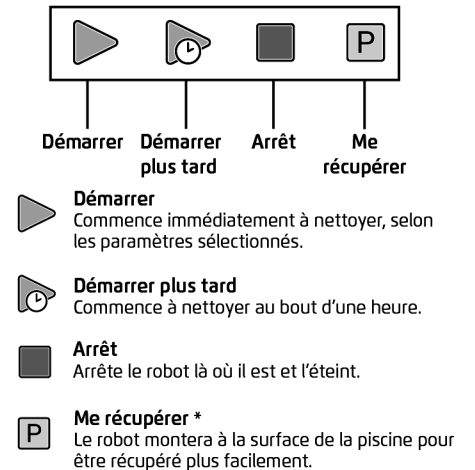 P
Démarrer
Démarrer plus tard
Arrêt
Me récupérer
Démarrer
Commence immédiatement à nettoyer, selon
les paramètres sélectionnés.
Démarrer plus tard
Commence à nettoyer au bout d'une heure.
Arrêt
Arrête le robot là où il est et l'éteint.
P
Me récupérer *
Le robot montera à la surface de la piscine pour
être récupéré plus facilement.